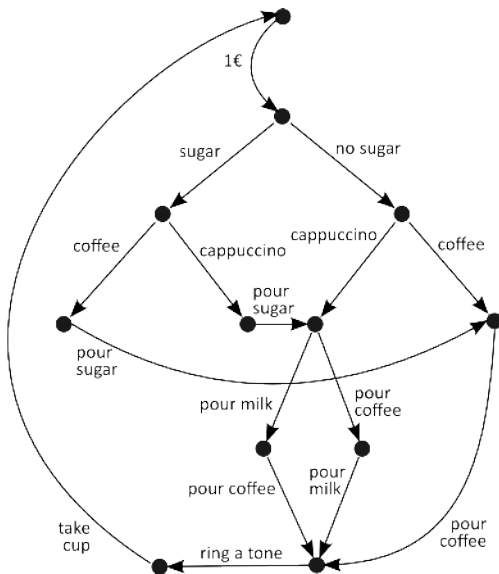 1€
sugar
no sugar
coffee
cappuccino
cappuccino
coffee
pour
sugar
pour
sugar
pour milk
pour
coffee
pour coffee
pour
milk
take
cup
pour
coffee
ring a tone